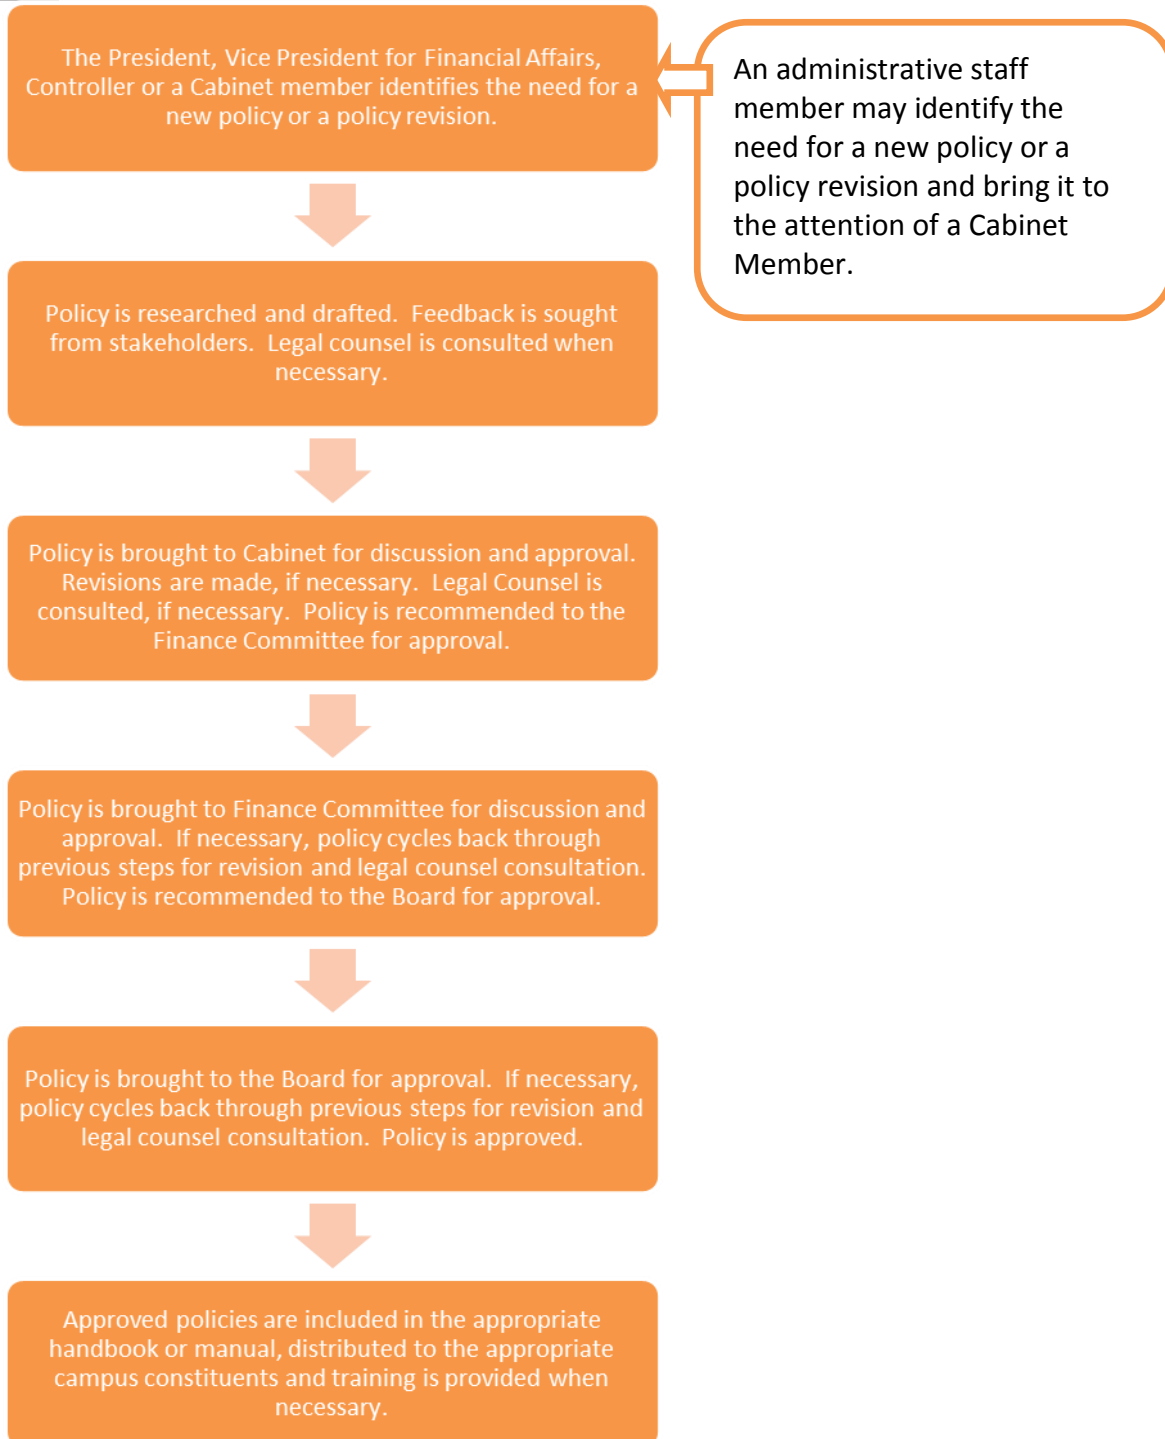 The President, Vice President for Financial Affairs,
Controller or a Cabinet member identifies the need for a
new policy or a policy revision.
An administrative staff
member may identify the
need for a new policy or a
policy revision and bring it to
the attention of a Cabinet
Member.
Policy is researched and drafted.  Feedback is sought
from stakeholders.  Legal counsel is consulted when
necessary.
Policy is brought to Cabinet for discussion and approval.
Revisions are made, if necessary.  Legal Counsel is
consulted, if necessary.  Policy is recommended to the
Finance Committee for approval.
Policy is brought to Finance Committee for discussion and
approval.  If necessary, policy cycles back through
previous steps for revision and legal counsel consultation.
Policy is recommended to the Board for approval.
Policy is brought to the Board for approval.  If necessary,
policy cycles back through previous steps for revision and
legal counsel consultation.  Policy is approved.
Approved policies are included in the appropriate
handbook or manual, distributed to the appropriate
campus constituents and training is provided when
necessary.